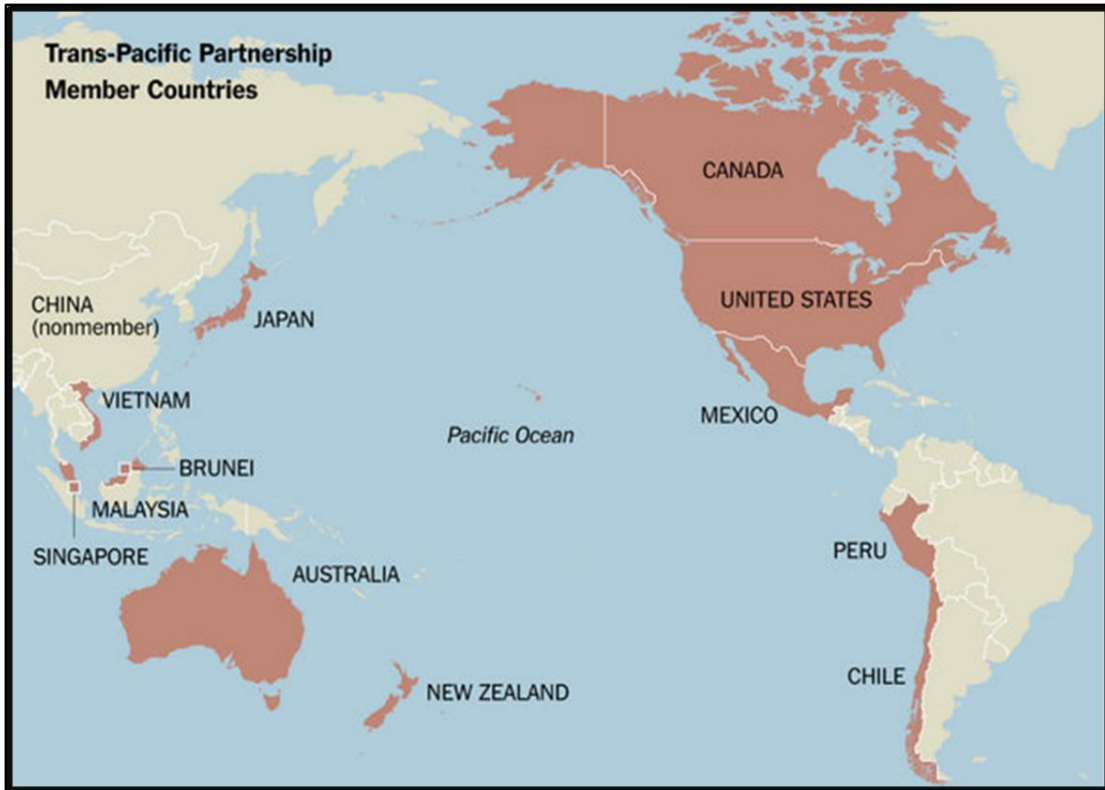 Trans-Pacific Partnership
Member Countries
CANADA
CHINA
(nonmember)
JAPAN
UNITED STATES
VIETNAM
MEXICO
Pacific Ocean
BRUNEI
MALAYSIA
SINGAPORE
PERU
AUSTRALIA
CHILE
NEW ZEALAND